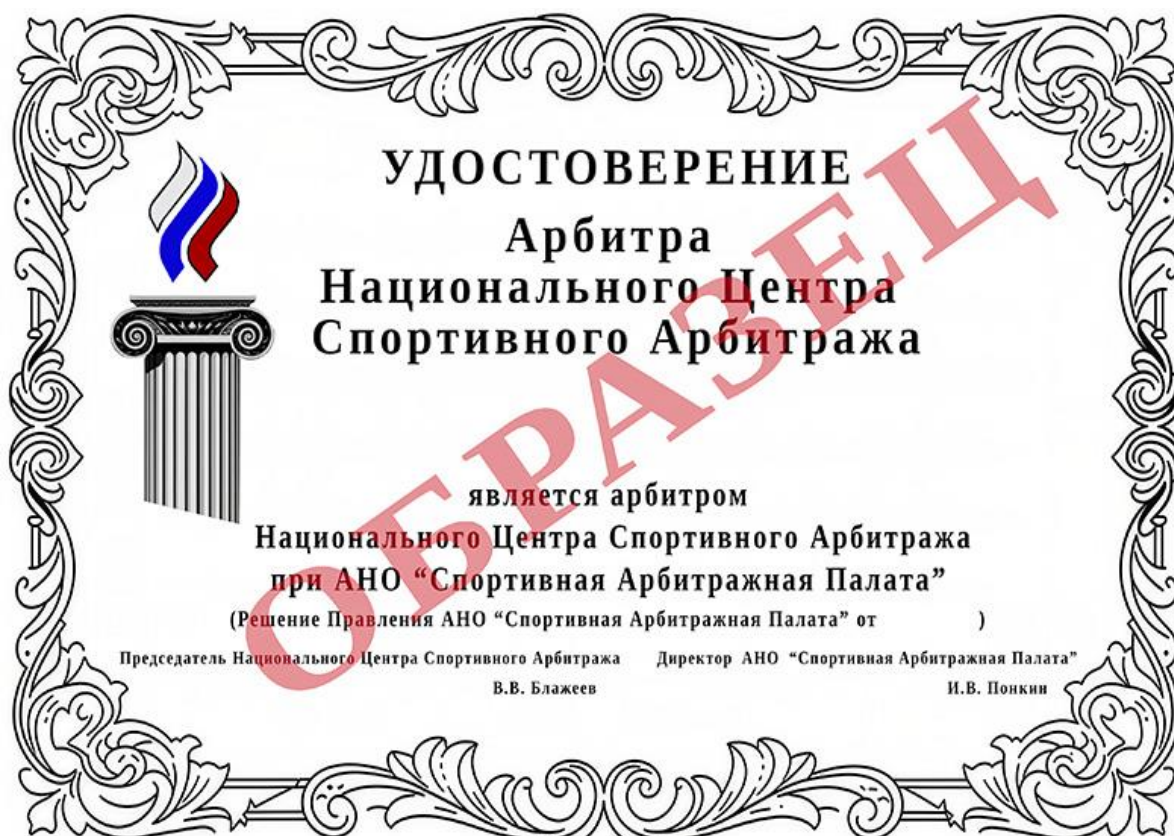 УДОСТОВЕРЕНИЕ
Арбитра
Национального Центра
Спортивного Арбитража
ОБРАЗЕЦ
является арбитром
Национального Центра Спортивного Арбитража
при АНО “Спортивная Арбитражная Палата”
(Решение Правления АНО “Спортивная Арбитражная Палата” от )
Председатель Национального Центра Спортивного Арбитража Директор АНО “Спортивная Арбитражная Палата”
В.В. Блажеев И.В. Понкин